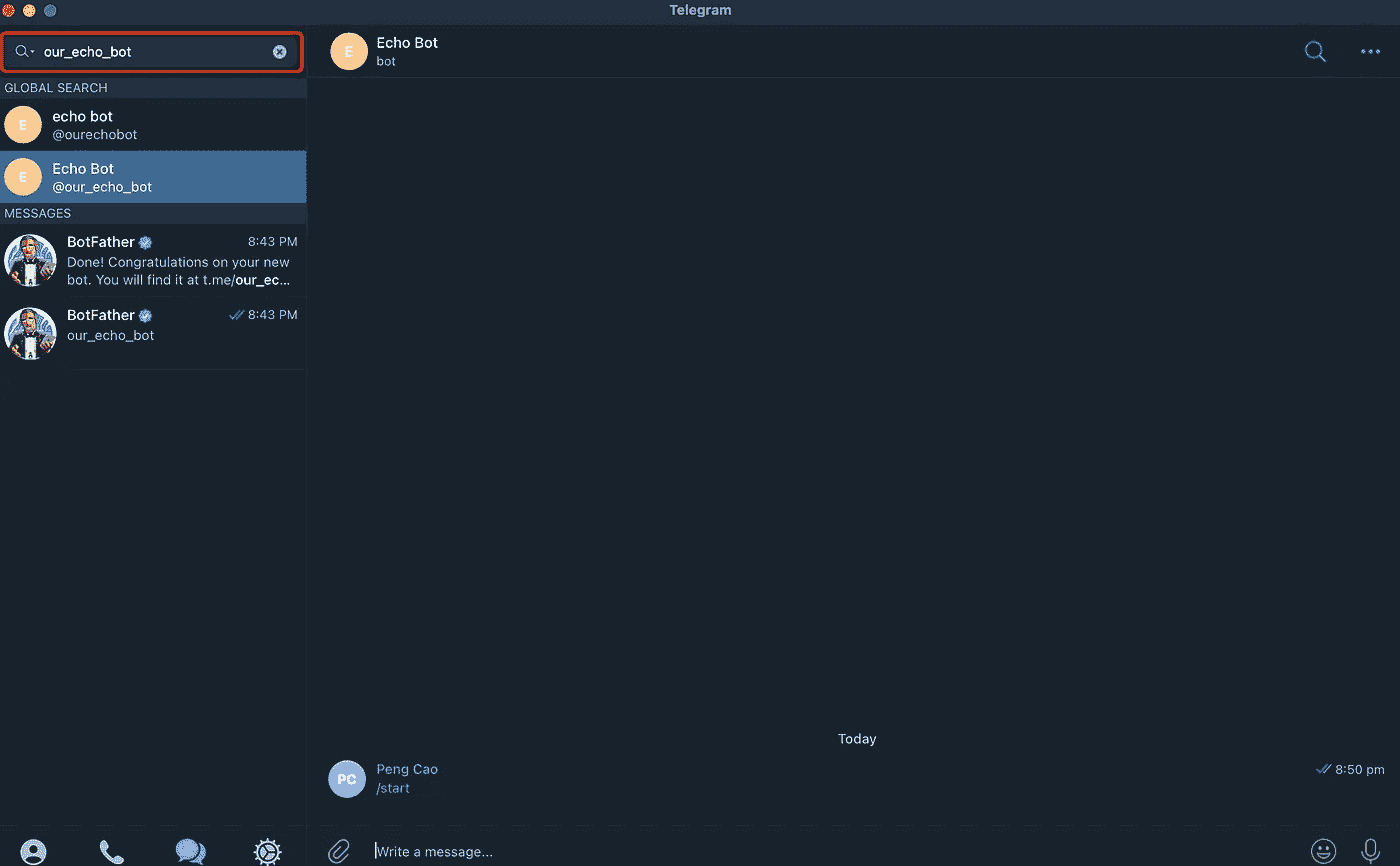 Telegram
our_echo_bot
GLOBAL SEARCH
E
echo bot
@ourechobot
E
Echo Bot
@our_echo_bot
MESSAGES
BotFather
8:43 PM
Done! Congratulations on your new
bot. You will find it at t.me/our_ec...
BotFather
8:43 PM
our_echo_bot
E
Echo Bot
bot
Today
PC
Peng Cao
8:50 pm
/start
Write a message...